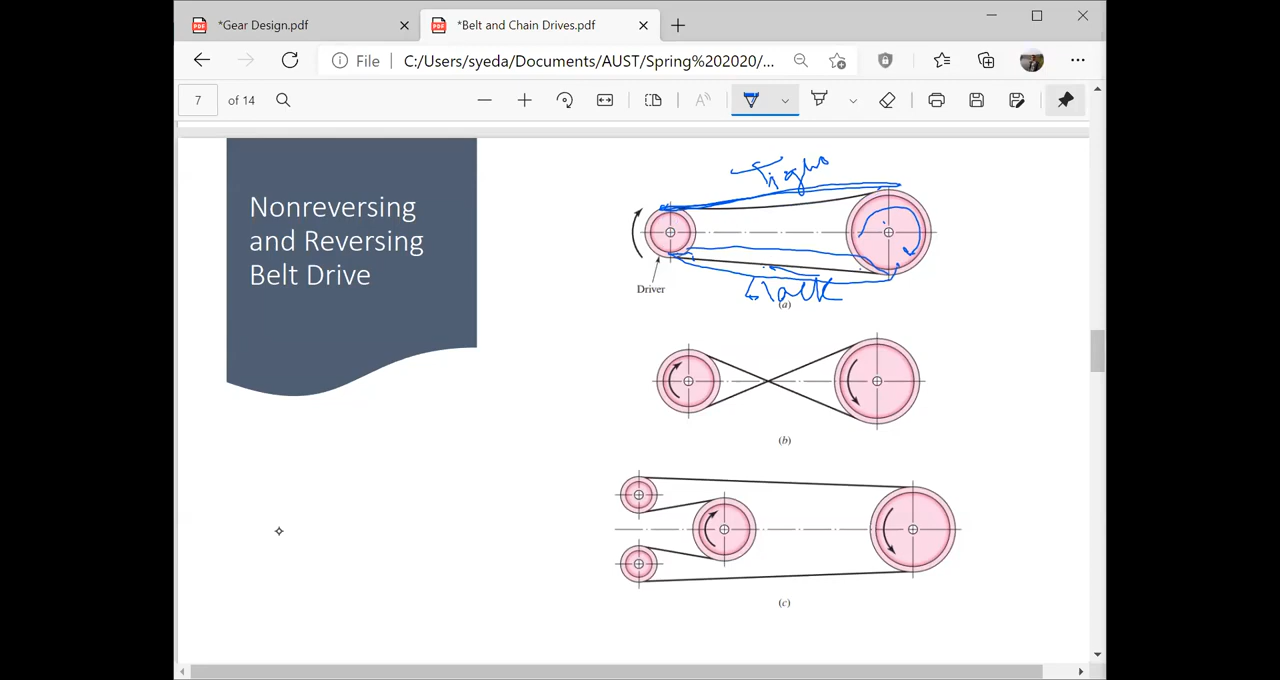 *Gear Design.pdf
*Belt and Chain Drives.pdf
File
C:/Users/syeda/Documents/AUST/Spring%202020/...
7
of 14
Nonreversing
and Reversing
Belt Drive
Tight
Driver
slack
(a)
(b)
(c)